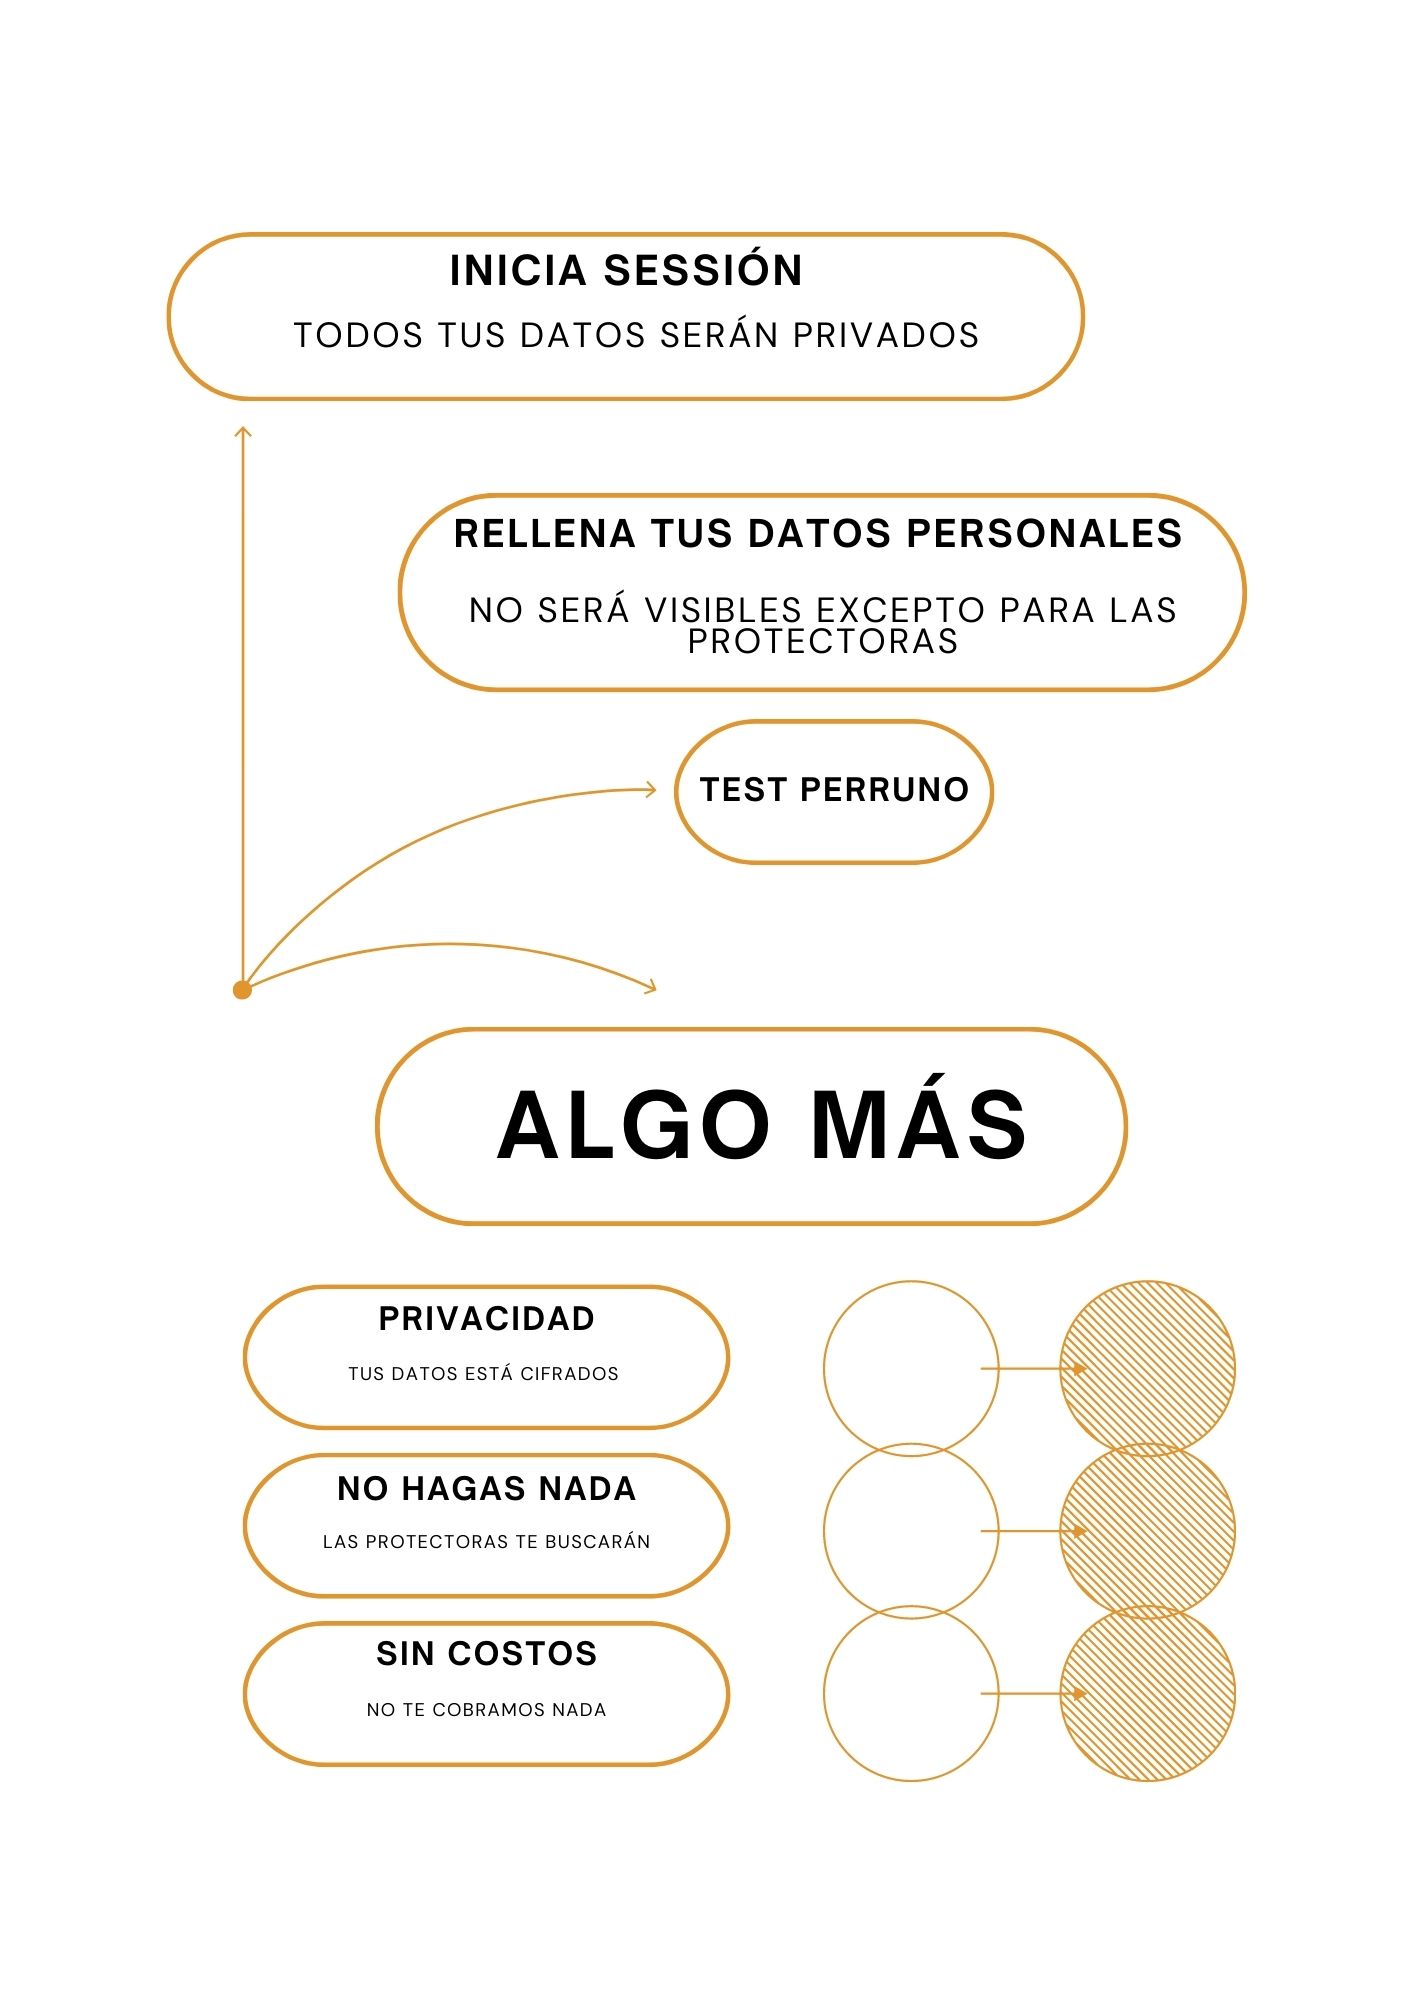 INICIA SESSIÓN
TODOS TUS DATOS SERÁN PRIVADOS
RELLENA TUS DATOS PERSONALES
NO SERÁ VISIBLES EXCEPTO PARA LAS
PROTECTORAS
TEST PERRUNO
ALGO MÁS
PRIVACIDAD
TUS DATOS ESTÁ CIFRADOS
NO HAGAS NADA
LAS PROTECTORAS TE BUSCARÁN
SIN COSTOS
NO TE COBRAMOS NADA